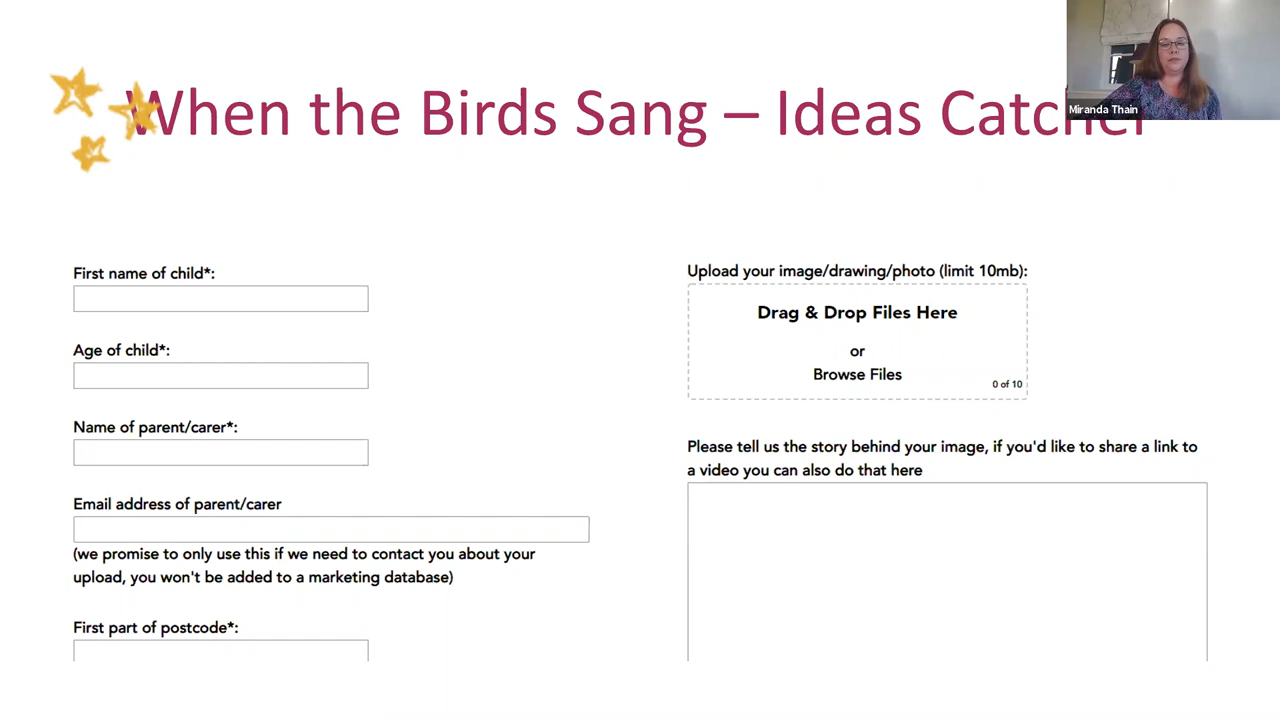 When the Birds Sang – Ideas Catcher
Miranda Thain
First name of child*:
Age of child*:
Name of parent/carer*:
Email address of parent/carer
(we promise to only use this if we need to contact you about your
upload, you won't be added to a marketing database)
First part of postcode*:
Upload your image/drawing/photo (limit 10mb):
Drag & Drop Files Here
or
Browse Files
0 of 10
Please tell us the story behind your image, if you'd like to share a link to
a video you can also do that here